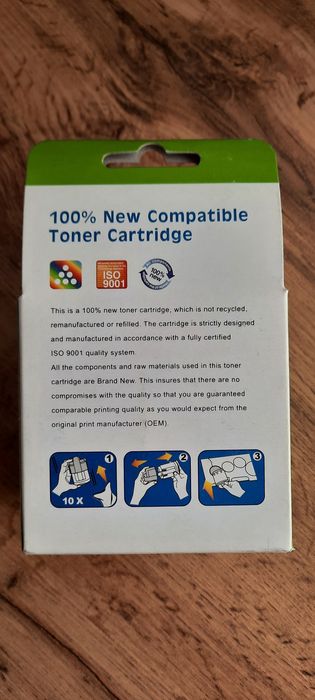 100% New Compatible
Toner Cartridge
ISO
9001
100%
new
This is a 100% new toner cartridge, which is not recycled,
remanufactured or refilled. The cartridge is strictly designed
and manufactured in accordance with a fully certified
ISO 9001 quality system.
All the components and raw materials used in this toner
cartridge are Brand New. This insures that there are no
compromises with the quality so that you are guaranteed
comparable printing quality as you would expect from the
original print manufacturer (OEM).
1
10 X
2
3